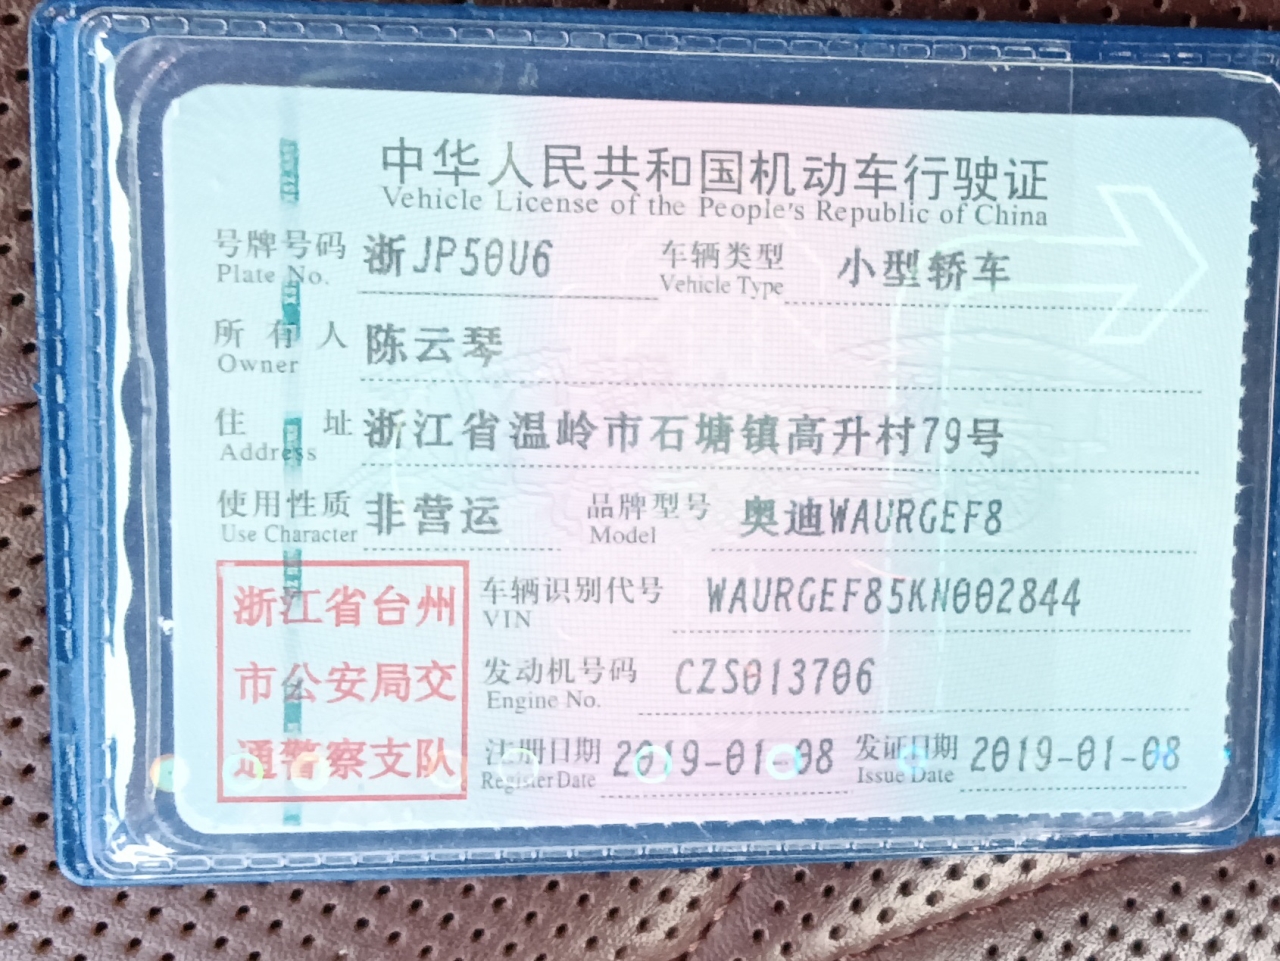 中华人民共和国机动车行驶证
Vehicle License of the People's Republic of China
号牌号码 浙JP50U6 车辆类型 小型轿车
Plate No. Vehicle Type
所有人 陈云琴
Owner
住址 浙江省温岭市石塘镇高升村79号
Address
使用性质 非营运 品牌型号 奥迪WAURGEF8
Use Character Model
浙江省台州
市公安局交
通警察支队
车辆识别代号 WAURGEF85KN002844
VIN
发动机号码 CZS013706
Engine No.
注册日期 2019-01-08 发证日期 2019-01-08
Register Date Issue Date